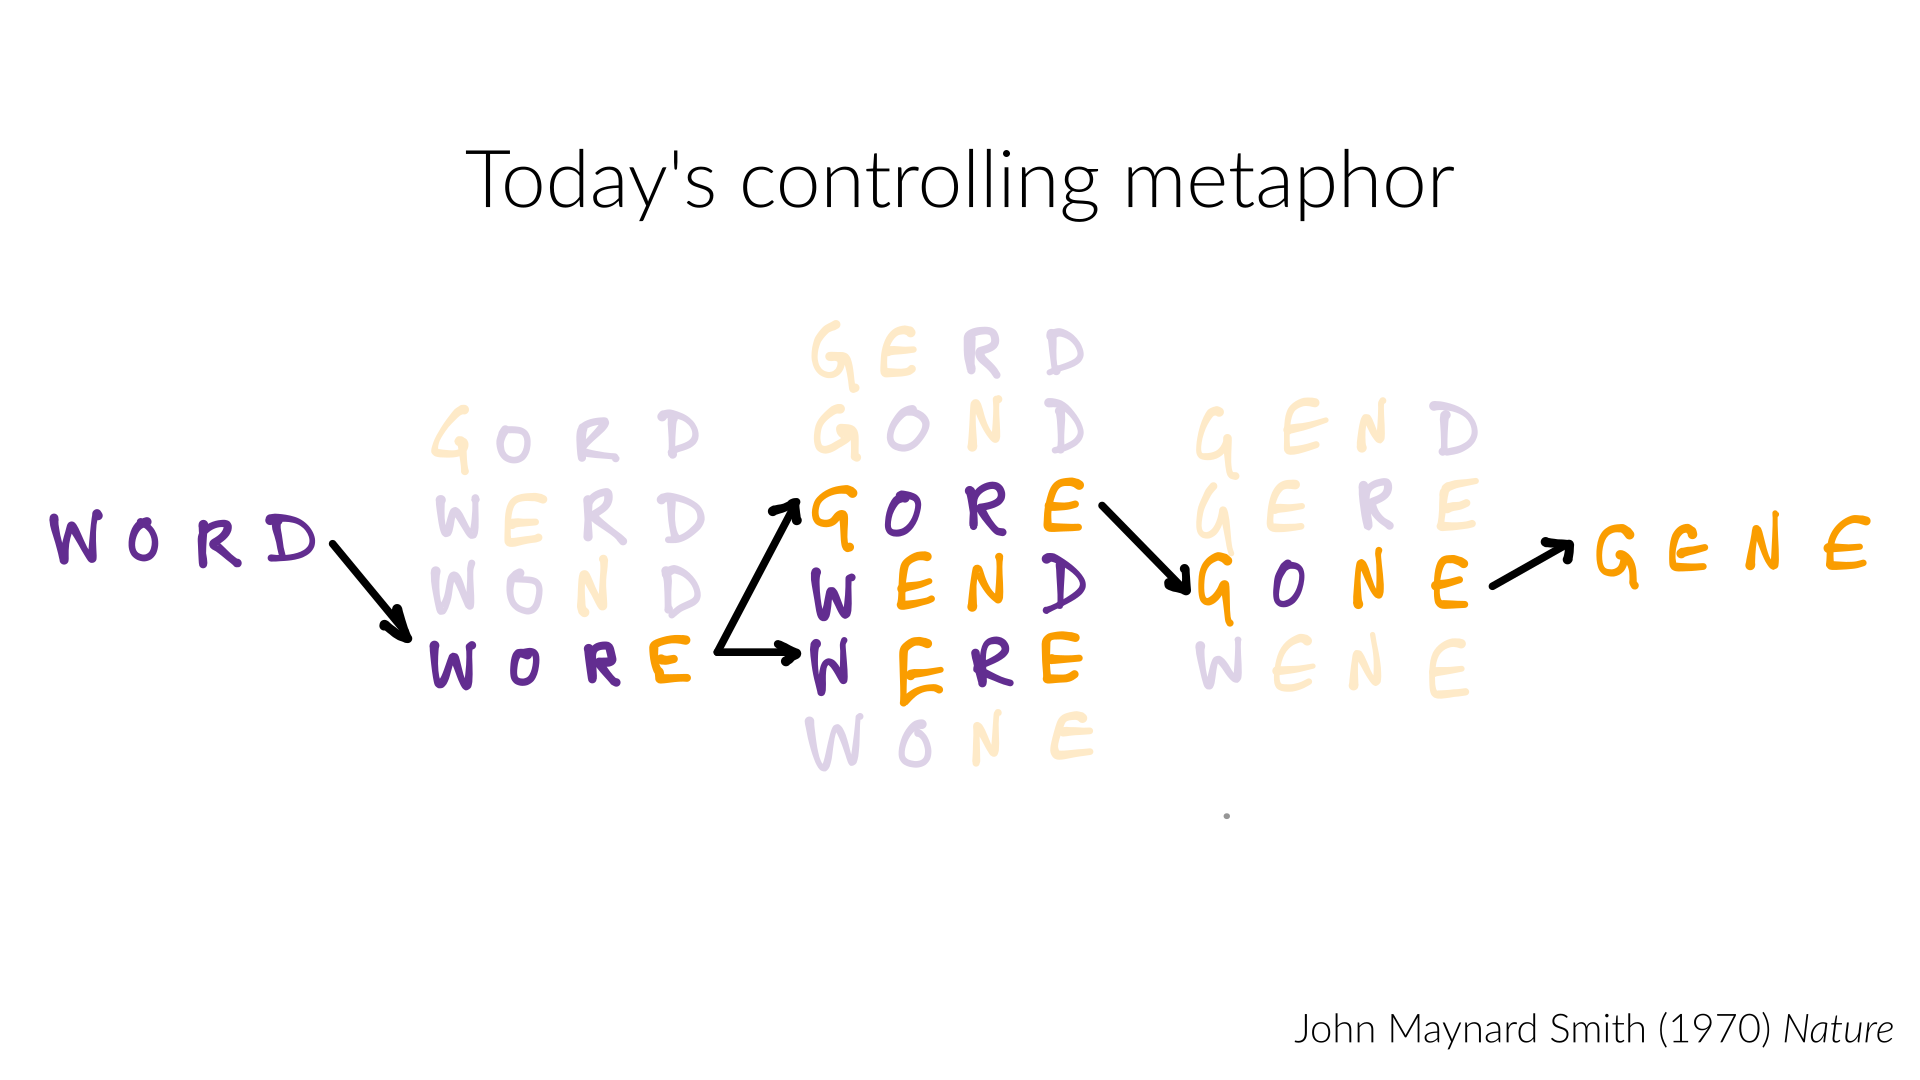 Today's controlling metaphor
WORD
GORD
WERD
WOND
WORE
GERD
GOND
GORE
WEND
WERE
WONE
GEND
GERE
GONE
WENE
GENE
John Maynard Smith (1970) Nature